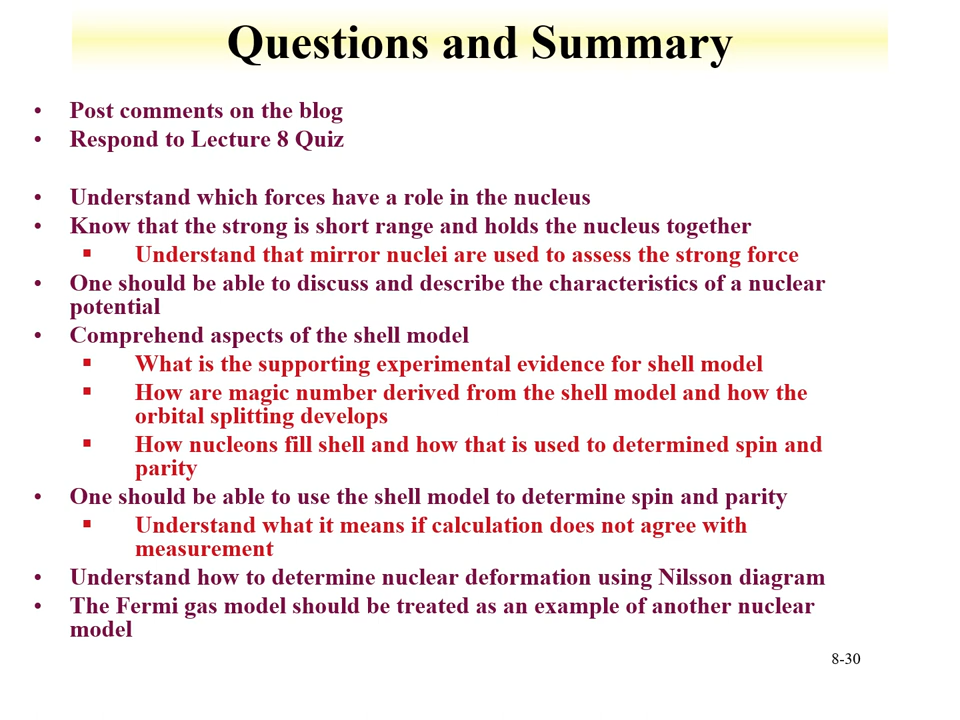 Questions and Summary
• Post comments on the blog
• Respond to Lecture 8 Quiz
• Understand which forces have a role in the nucleus
• Know that the strong is short range and holds the nucleus together
▪ Understand that mirror nuclei are used to assess the strong force
• One should be able to discuss and describe the characteristics of a nuclear
potential
• Comprehend aspects of the shell model
▪ What is the supporting experimental evidence for shell model
▪ How are magic number derived from the shell model and how the
orbital splitting develops
▪ How nucleons fill shell and how that is used to determined spin and
parity
• One should be able to use the shell model to determine spin and parity
▪ Understand what it means if calculation does not agree with
measurement
• Understand how to determine nuclear deformation using Nilsson diagram
• The Fermi gas model should be treated as an example of another nuclear
model
8-30